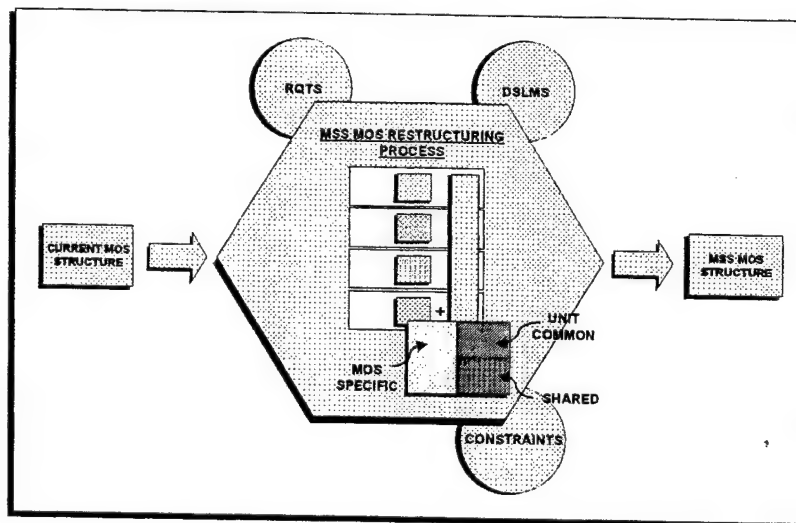 RQTS
DSLMS
MSS MOS RESTRUCTURING
PROCESS
CURRENT MOS
STRUCTURE
MSS MOS
STRUCTURE
+
UNIT
COMMON
MOS
SPECIFIC
SHARED
CONSTRAINTS